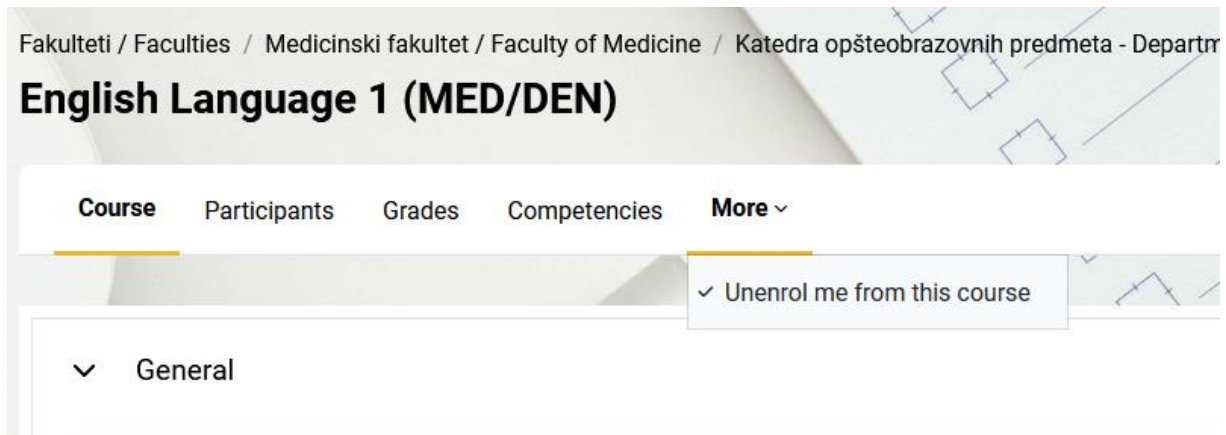 Fakulteti / Faculties / Medicinski fakultet / Faculty of Medicine / Katedra opšteobrazovnih predmeta - Departm
English Language 1 (MED/DEN)
Course Participants Grades Competencies More
Unenrol me from this course
General